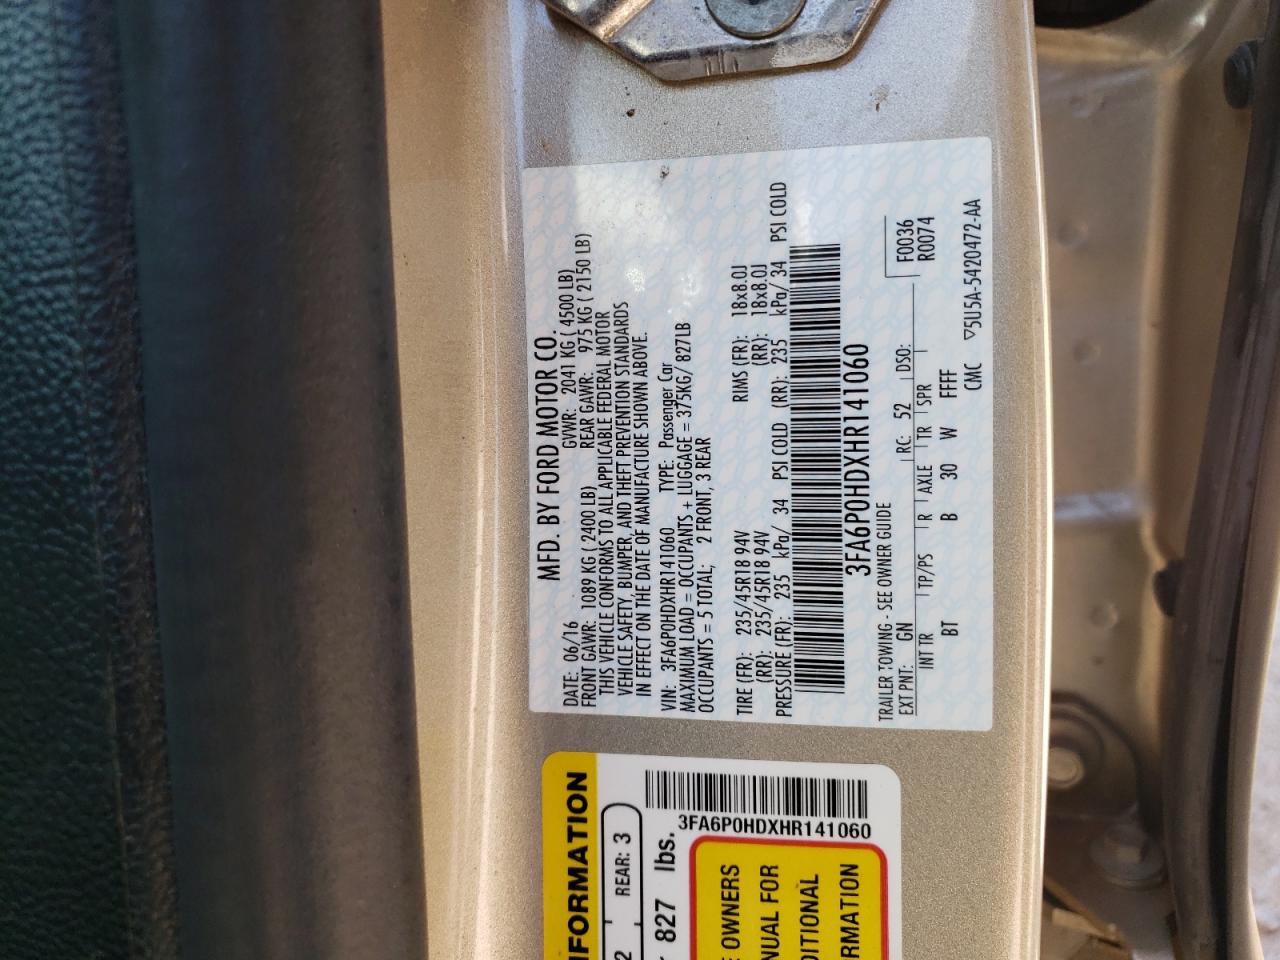 MFD. BY FORD MOTOR CO.
DATE: 06/16 GVWR: 2041 KG ( 4500 LB)
FRONT GAWR: 1089 KG ( 2400 LB) REAR GAWR: 975 KG ( 2150 LB)
THIS VEHICLE CONFORMS TO ALL APPLICABLE FEDERAL MOTOR
VEHICLE SAFETY, BUMPER, AND THEFT PREVENTION STANDARDS
IN EFFECT ON THE DATE OF MANUFACTURE SHOWN ABOVE.
VIN: 3FA6P0HDXHR141060 TYPE: Passenger Car
MAXIMUM LOAD = OCCUPANTS + LUGGAGE = 375KG/ 827LB
OCCUPANTS = 5 TOTAL; 2 FRONT, 3 REAR
TIRE (FR): 235/45R18 94V RIMS (FR): 18x8.0J
(RR): 235/45R18 94V (RR): 18x8.0J
PRESSURE (FR): 235 kPa/ 34 PSI COLD (RR): 235 kPa/ 34 PSI COLD
3FA6P0HDXHR141060
TRAILER TOWING - SEE OWNER GUIDE
EXT PNT: GN RC: 52 DSO: F0036
R0074
INT TR TP/PS R AXLE TR SPR
BT B 30 W FFFF
CMC ▽5U5A-5420472-AA
REAR: 3
2
827 lbs.
3FA6P0HDXHR141060
OWNERS
FOR